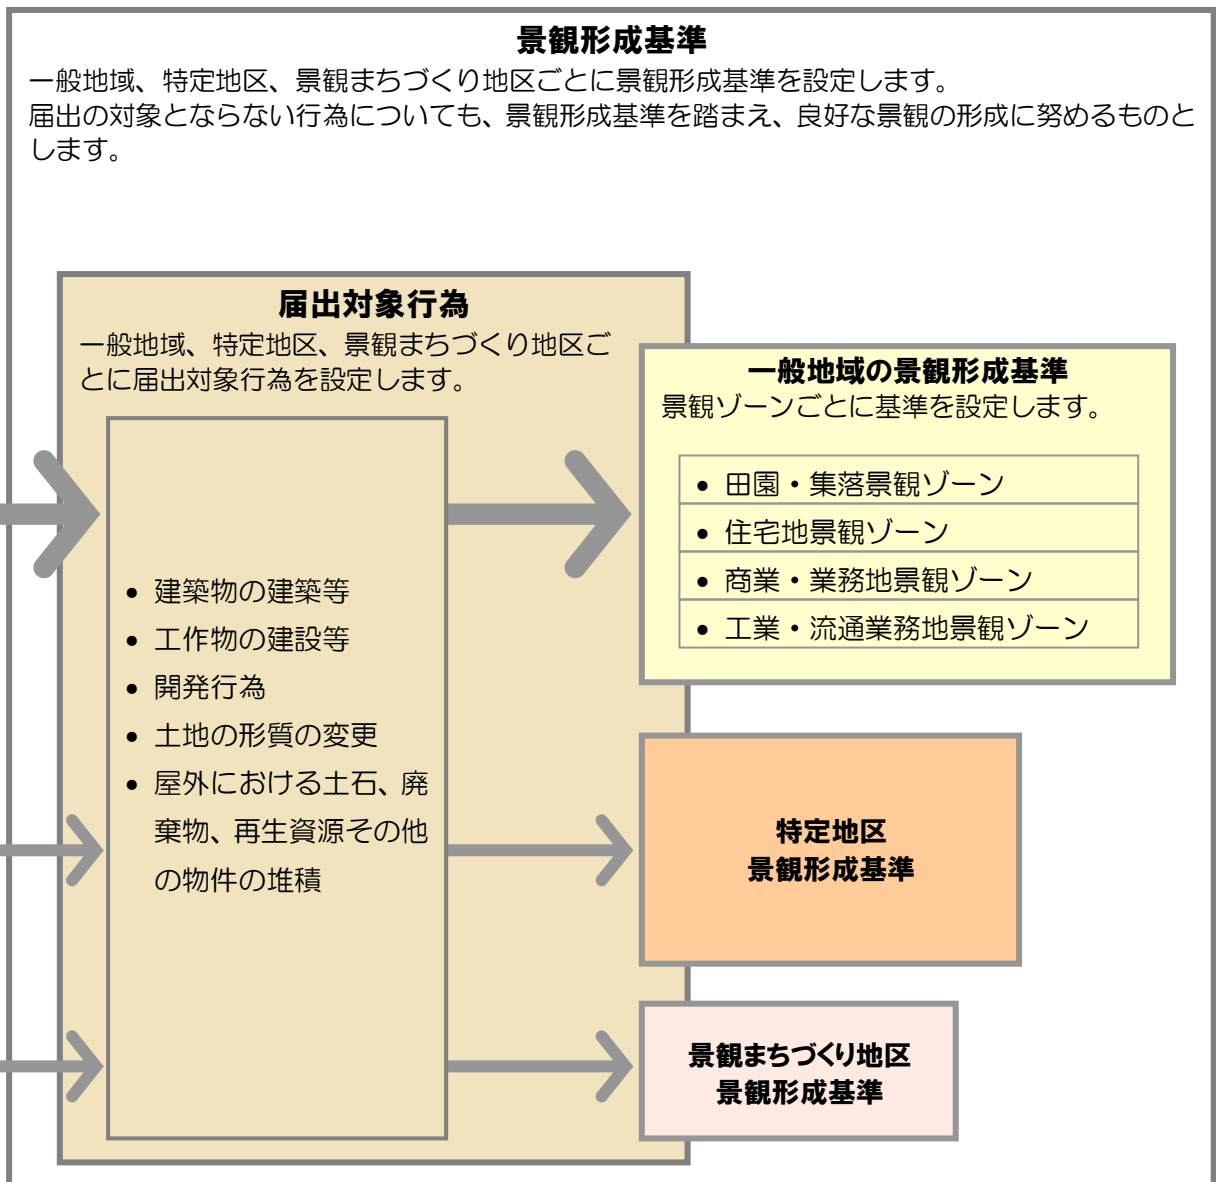 景観形成基準
一般地域、特定地区、景観まちづくり地区ごとに景観形成基準を設定します。
届出の対象とならない行為についても、景観形成基準を踏まえ、良好な景観の形成に努めるものと
します。
届出対象行為
一般地域、特定地区、景観まちづくり地区ご
とに届出対象行為を設定します。
• 建築物の建築等
• 工作物の建設等
• 開発行為
• 土地の形質の変更
• 屋外における土石、廃
棄物、再生資源その他
の物件の堆積
一般地域の景観形成基準
景観ゾーンごとに基準を設定します。
• 田園・集落景観ゾーン
• 住宅地景観ゾーン
• 商業・業務地景観ゾーン
• 工業・流通業務地景観ゾーン
特定地区
景観形成基準
景観まちづくり地区
景観形成基準